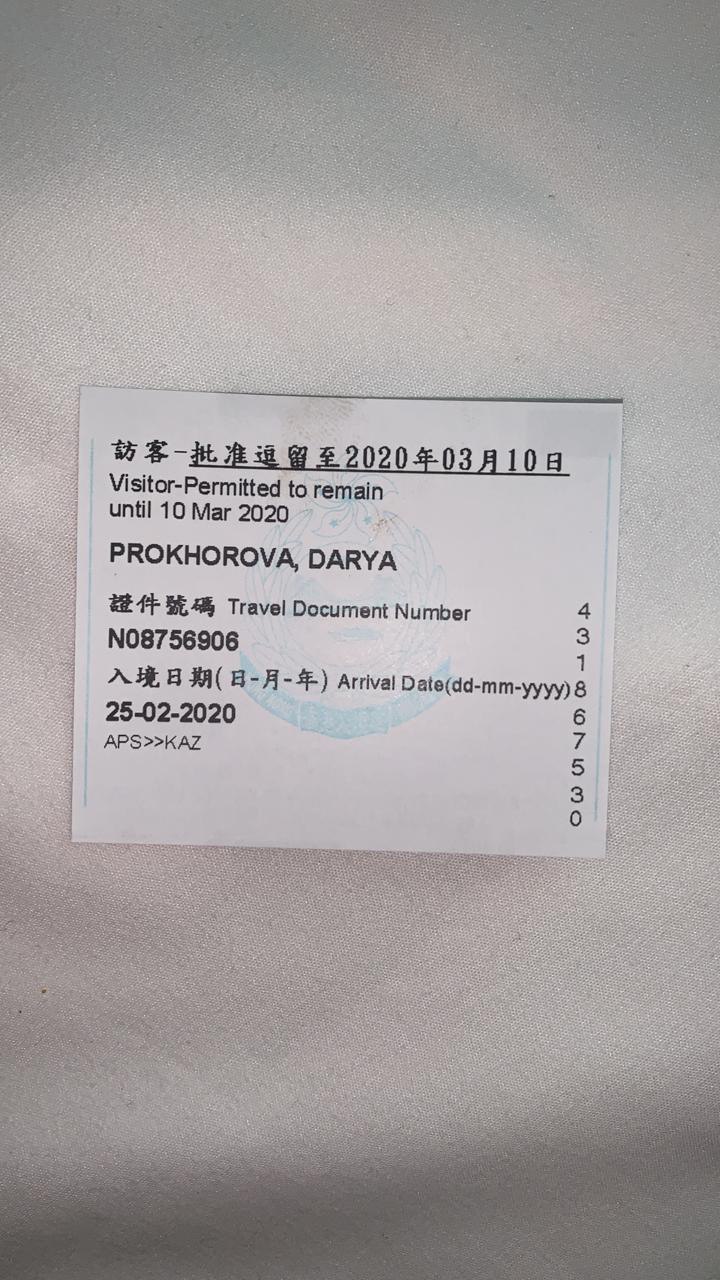 訪客-批准逗留至2020年03月10日
Visitor-Permitted to remain
until 10 Mar 2020
PROKHOROVA, DARYA
證件號碼 Travel Document Number
N08756906
入境日期(日-月-年) Arrival Date(dd-mm-yyyy)
25-02-2020
APS>>KAZ
4
3
1
8
6
7
5
3
0